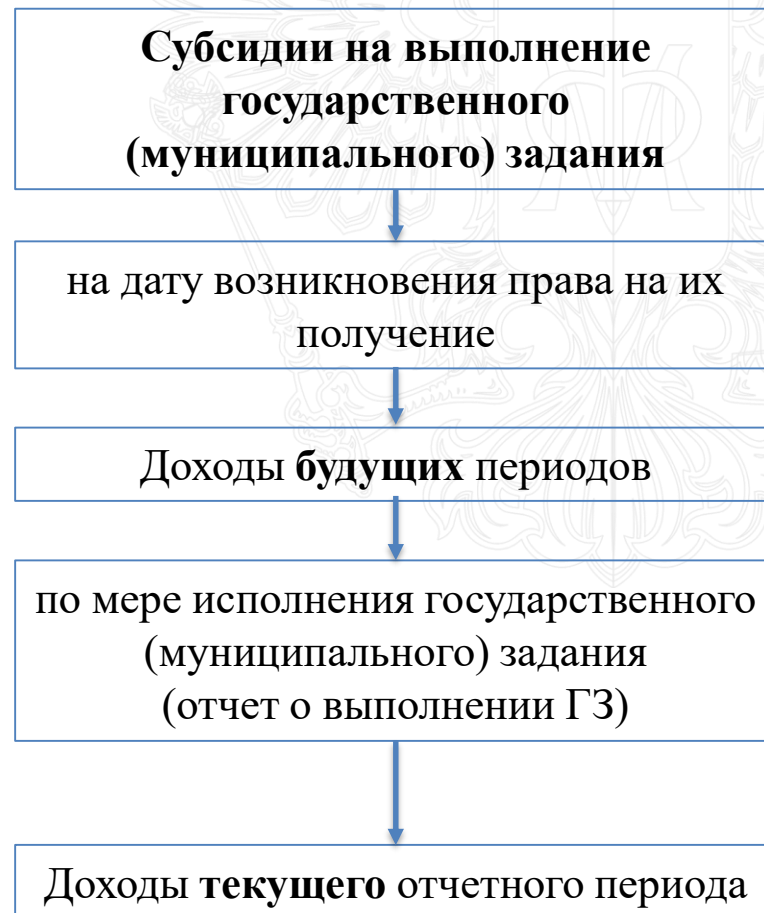 Субсидии на выполнение
государственного
(муниципального) задания
на дату возникновения права на их
получение
Доходы будущих периодов
по мере исполнения государственного
(муниципального) задания
(отчет о выполнении ГЗ)
Доходы текущего отчетного периода